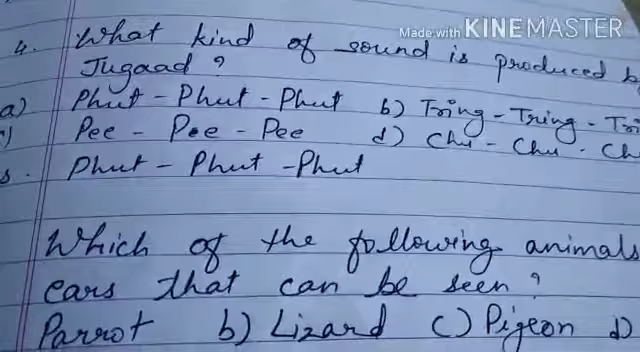 Made with KINEMASTER
4. What kind of sound is produced b
Jugaad ?
a) Phut - Phut - Phut b) Tring - Tring - Tri
c) Pee - Pee - Pee d) Chu - Chu - Ch
s. Phut - Phut - Phut
Which of the following animals
ears that can be seen ?
Parrot b) Lizard c) Pigeon d)